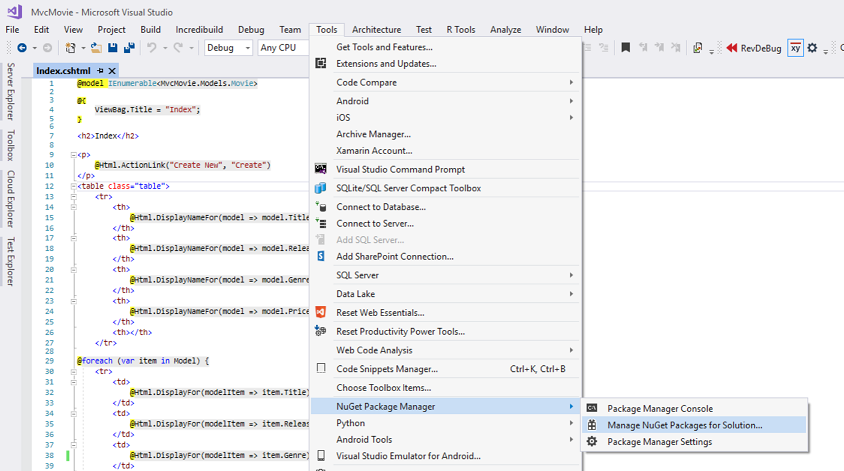 MvcMovie - Microsoft Visual Studio
File Edit View Project Build Incredibuild Debug Team Tools Architecture Test R Tools Analyze Window Help
Debug Any CPU RevDeBug xy
Server Explorer
Toolbox
Cloud Explorer
Test Explorer
Index.cshtml
1 @model IEnumerable<MvcMovie.Models.Movie>
2
3 @{
4 ViewBag.Title = "Index";
5 }
6
7 <h2>Index</h2>
8
9 <p>
10 @Html.ActionLink("Create New", "Create")
11 </p>
12 <table class="table">
13 <tr>
14 <th>
15 @Html.DisplayNameFor(model => model.Title
16 </th>
17 <th>
18 @Html.DisplayNameFor(model => model.Relea
19 </th>
20 <th>
21 @Html.DisplayNameFor(model => model.Genre
22 </th>
23 <th>
24 @Html.DisplayNameFor(model => model.Price
25 </th>
26 <th></th>
27 </tr>
28
29 @foreach (var item in Model) {
30 <tr>
31 <td>
32 @Html.DisplayFor(modelItem => item.Title)
33 </td>
34 <td>
35 @Html.DisplayFor(modelItem => item.Releas
36 </td>
37 <td>
38 @Html.DisplayFor(modelItem => item.Genre)
39 </td>
Get Tools and Features...
Extensions and Updates...
Code Compare
Android
iOS
Archive Manager...
Xamarin Account...
Visual Studio Command Prompt
SQLite/SQL Server Compact Toolbox
Connect to Database...
Connect to Server...
Add SQL Server...
Add SharePoint Connection...
SQL Server
Data Lake
Reset Web Essentials...
Reset Productivity Power Tools...
Web Code Analysis
Code Snippets Manager... Ctrl+K, Ctrl+B
Choose Toolbox Items...
NuGet Package Manager
Python
Android Tools
Visual Studio Emulator for Android...
Package Manager Console
Manage NuGet Packages for Solution...
Package Manager Settings